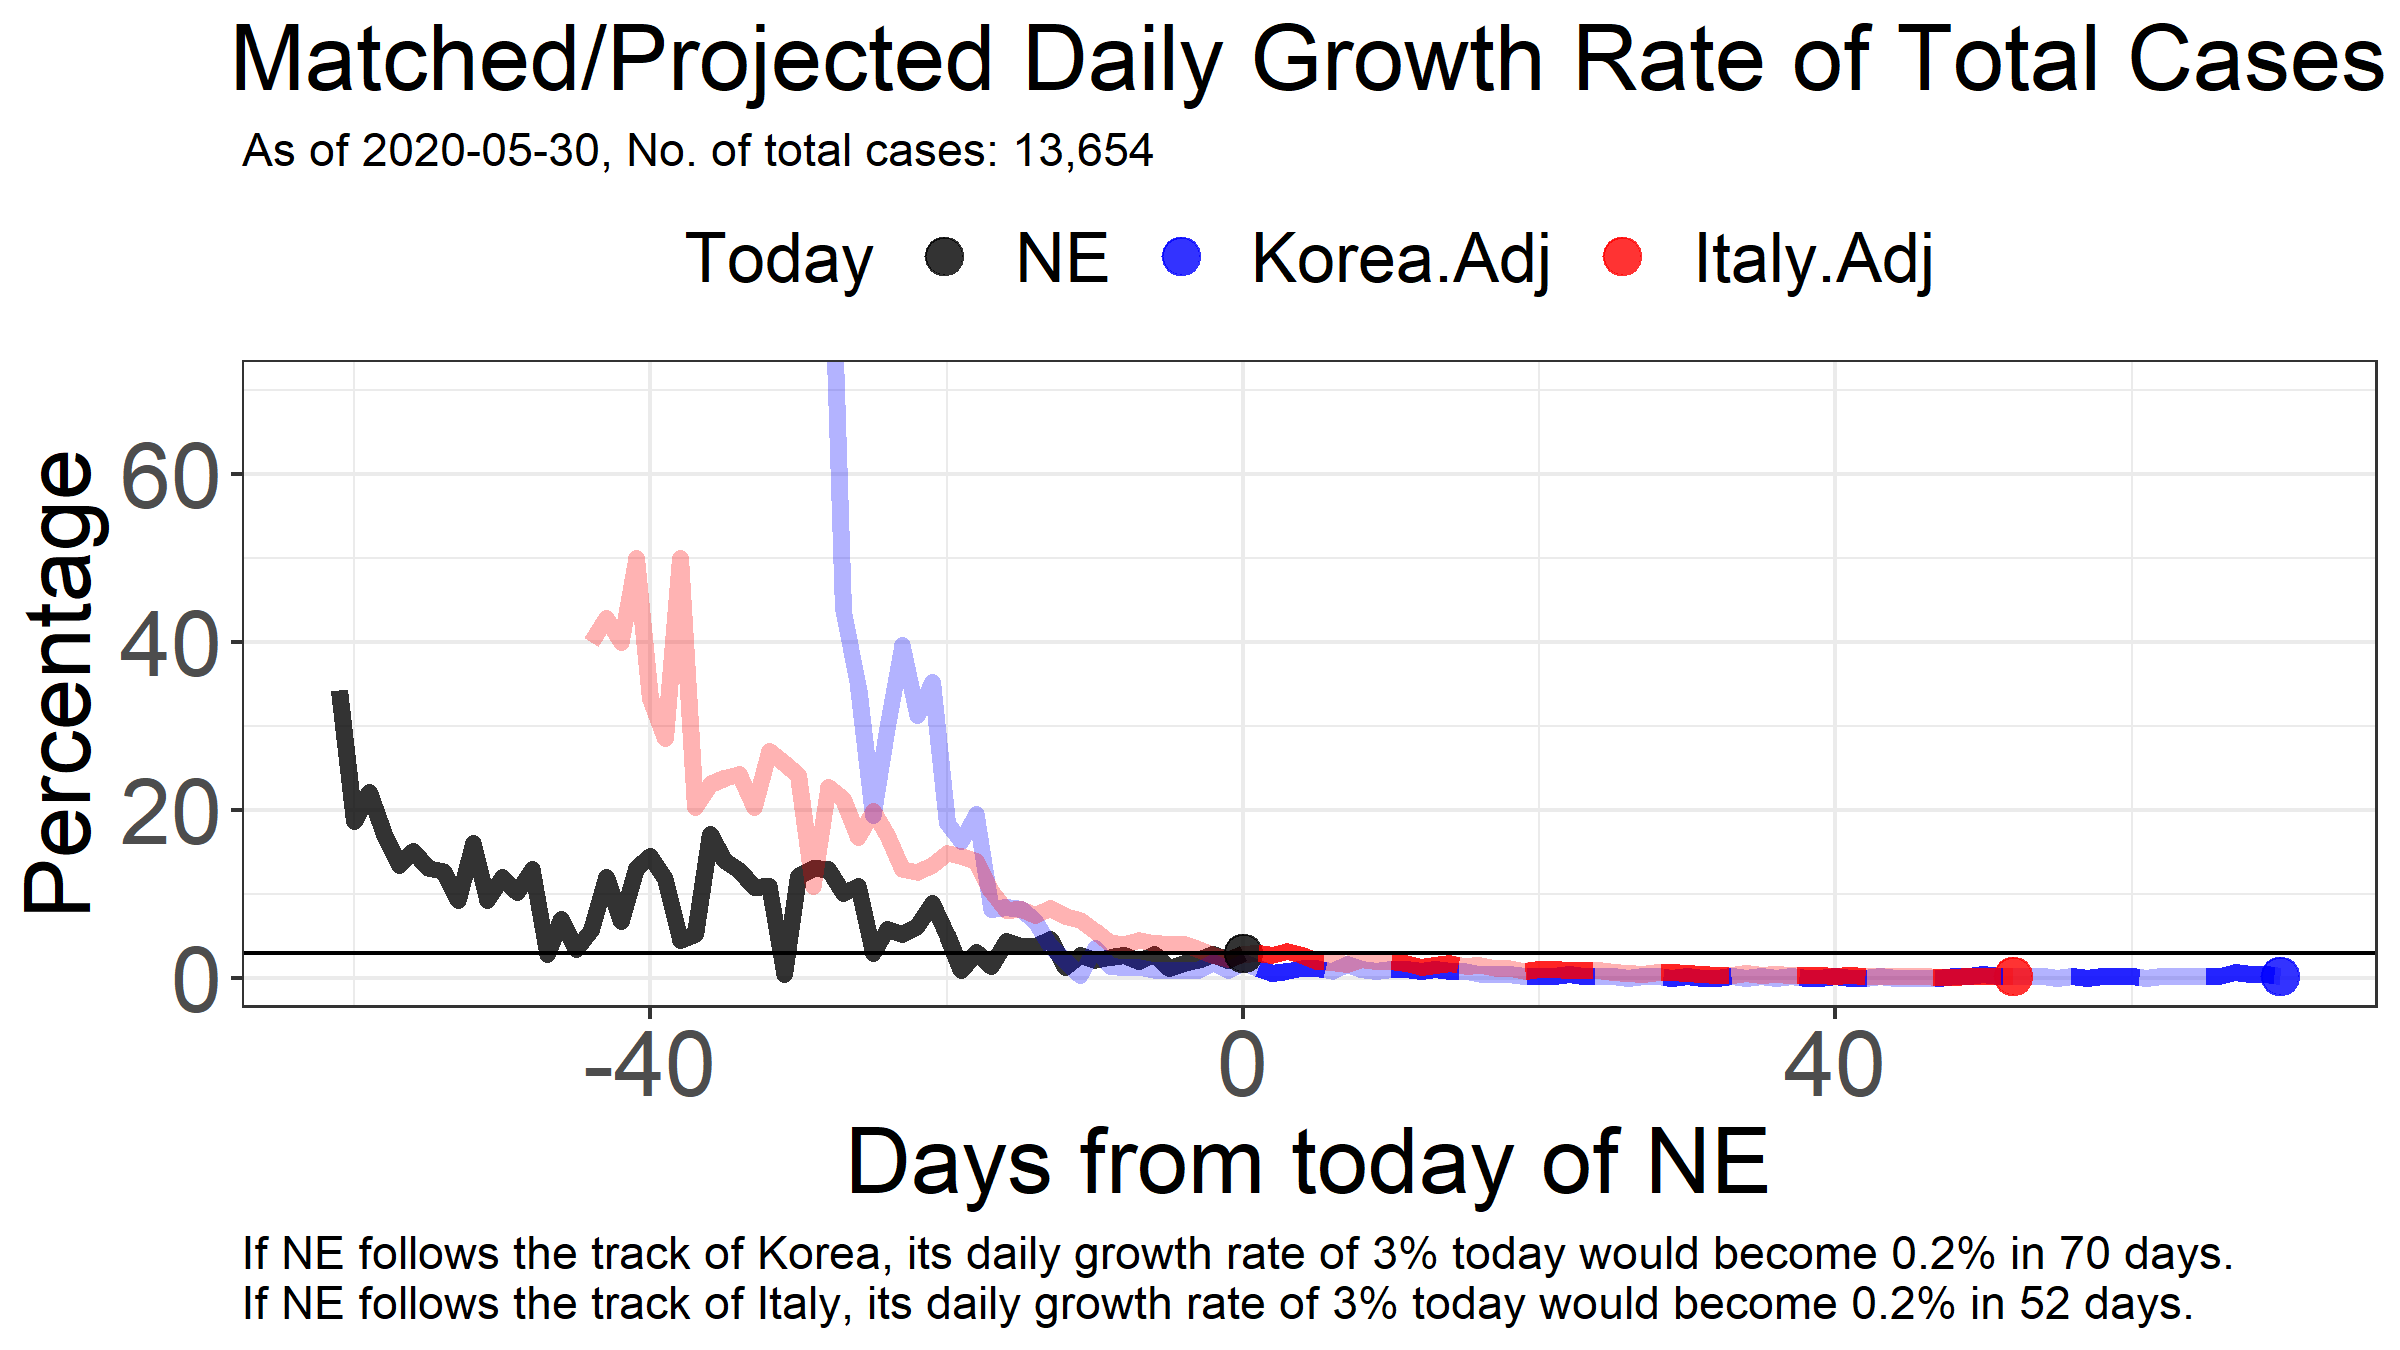 Matched/Projected Daily Growth Rate of Total Cases
As of 2020-05-30, No. of total cases: 13,654
Today NE Korea.Adj Italy.Adj
Percentage
60
40
20
0
-40 0 40
Days from today of NE
If NE follows the track of Korea, its daily growth rate of 3% today would become 0.2% in 70 days.
If NE follows the track of Italy, its daily growth rate of 3% today would become 0.2% in 52 days.